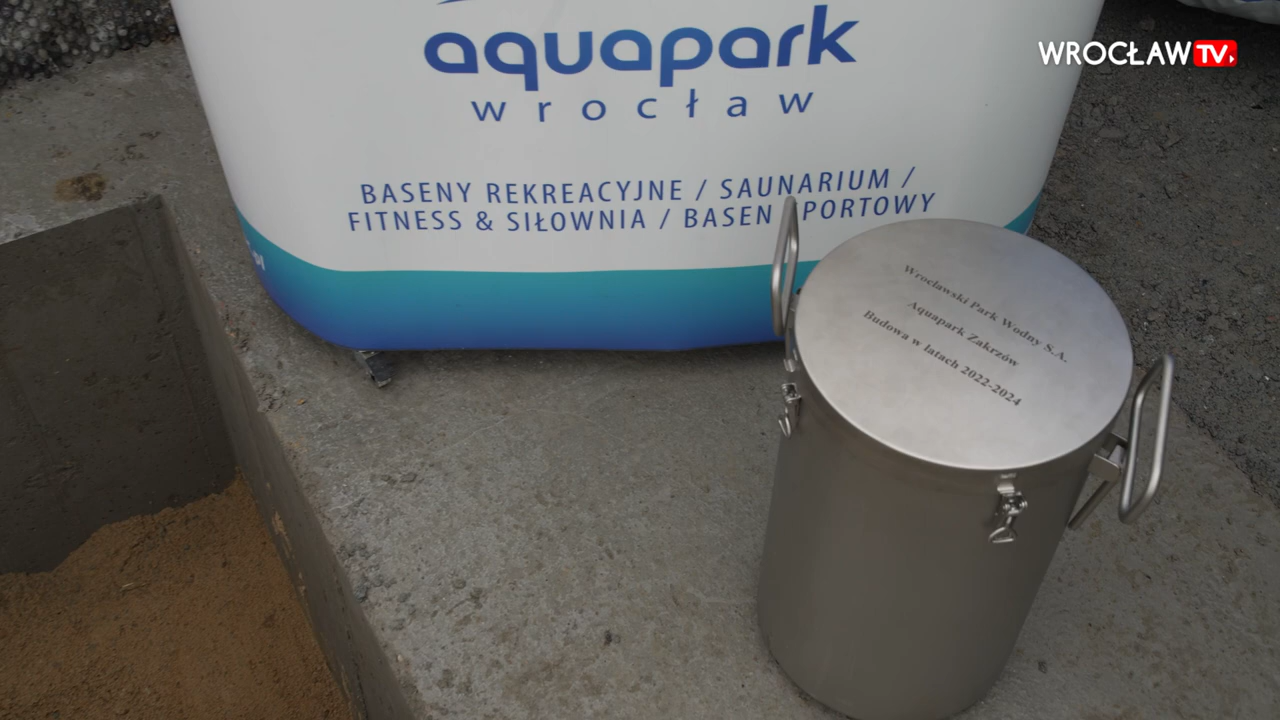 aquapark
wrocław
BASENY REKREACYJNE / SAUNARIUM /
FITNESS & SIŁOWNIA / BASEN PORTOWY
WROCŁAW TV
Wrocławski Park Wodny S.A.
Aquapark Zakrzów
Budowa w latach 2022-2024